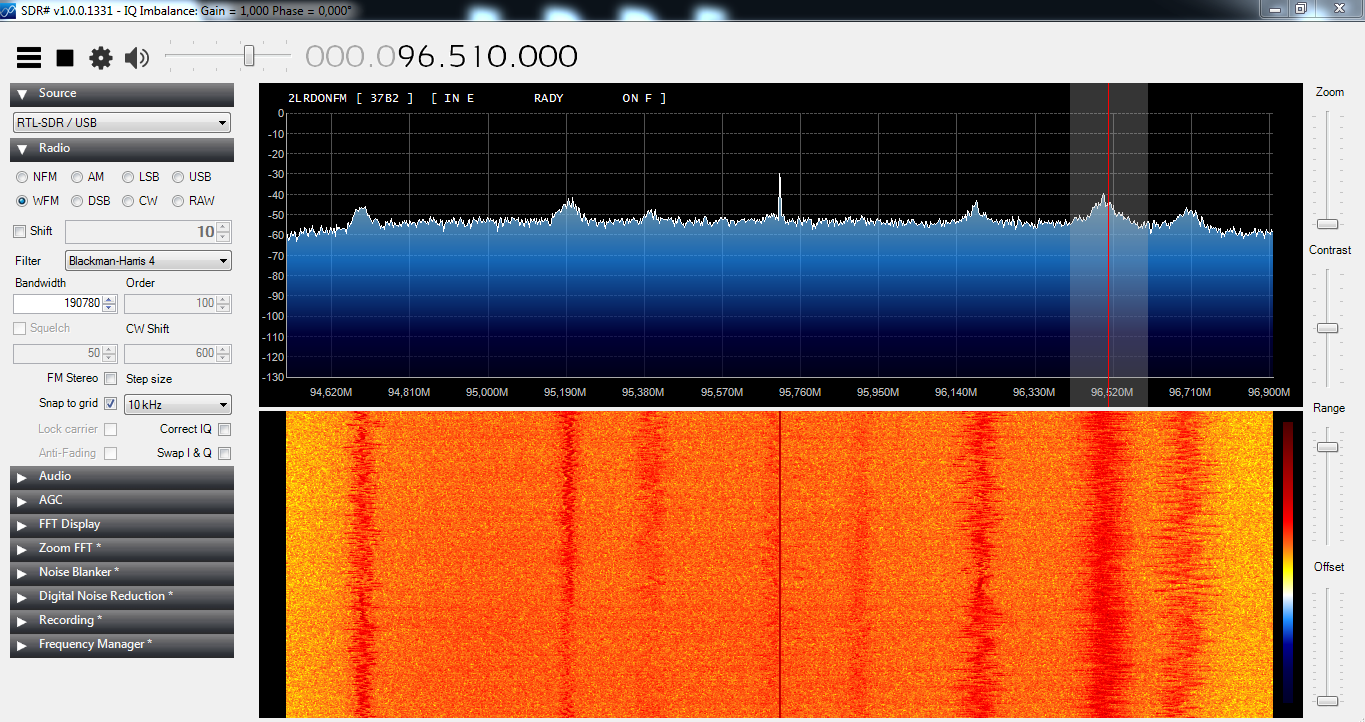 SDR# v1.0.0.1331 - IQ Imbalance: Gain = 1,000 Phase = 0,000°
000.096.510.000
Source
RTL-SDR / USB
Radio
NFM AM LSB USB
WFM DSB CW RAW
Shift 10
Filter Blackman-Harris 4
Bandwidth Order
190780 100
Squelch CW Shift
50 600
FM Stereo Step size
Snap to grid 10 kHz
Lock carrier Correct IQ
Anti-Fading Swap I & Q
Audio
AGC
FFT Display
Zoom FFT *
Noise Blanker *
Digital Noise Reduction *
Recording *
Frequency Manager *
2LRDONFM [ 37B2 ] [ IN E RADY ON F ]
0
-10
-20
-30
-40
-50
-60
-70
-80
-90
-100
-110
-120
-130
94,620M 94,810M 95,000M 95,190M 95,380M 95,570M 95,760M 95,950M 96,140M 96,330M 96,520M 96,710M 96,900M
Zoom
Contrast
Range
Offset